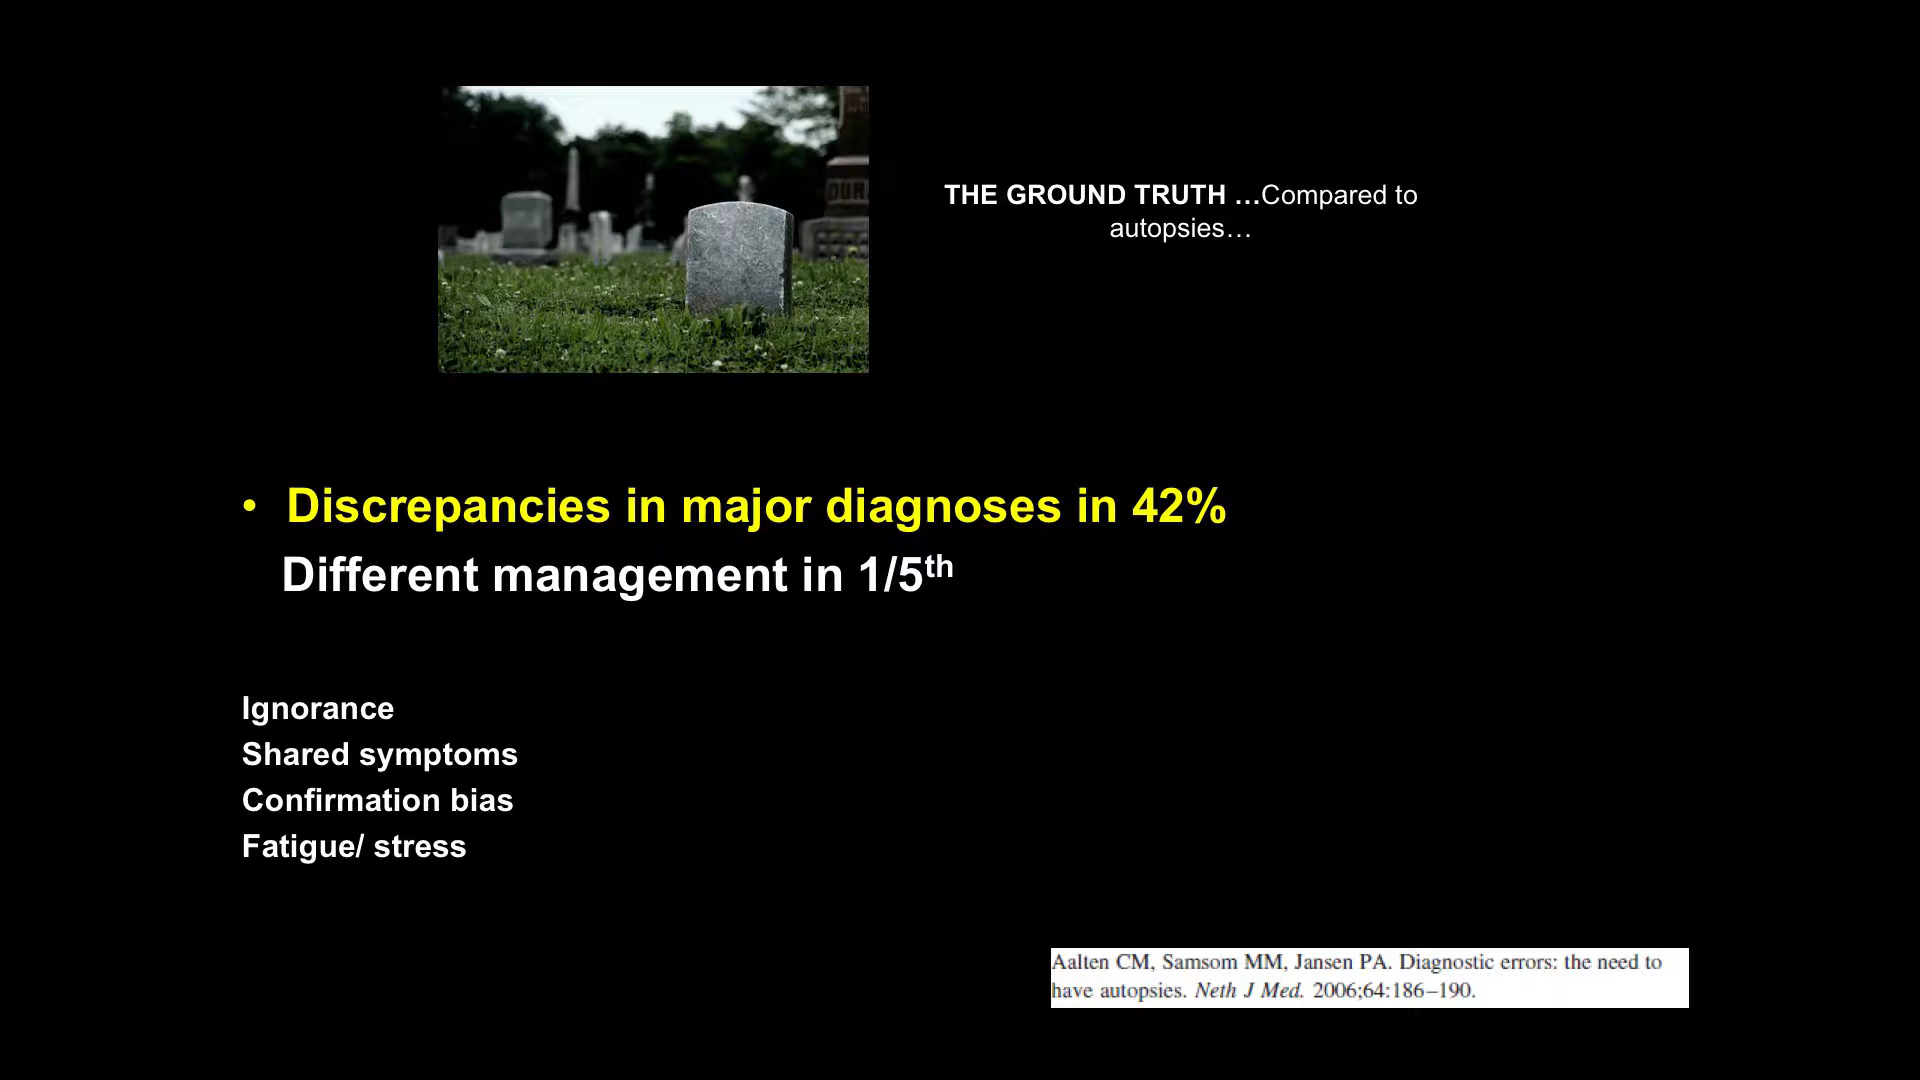 DUR
THE GROUND TRUTH …Compared to
autopsies…
• Discrepancies in major diagnoses in 42%
Different management in 1/5th
Ignorance
Shared symptoms
Confirmation bias
Fatigue/ stress
Aalten CM, Samsom MM, Jansen PA. Diagnostic errors: the need to
have autopsies. Neth J Med. 2006;64:186–190.